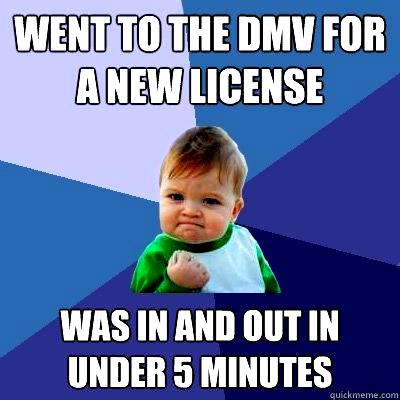 WENT TO THE DMV FOR
A NEW LICENSE
WAS IN AND OUT IN
UNDER 5 MINUTES
quickmeme.com